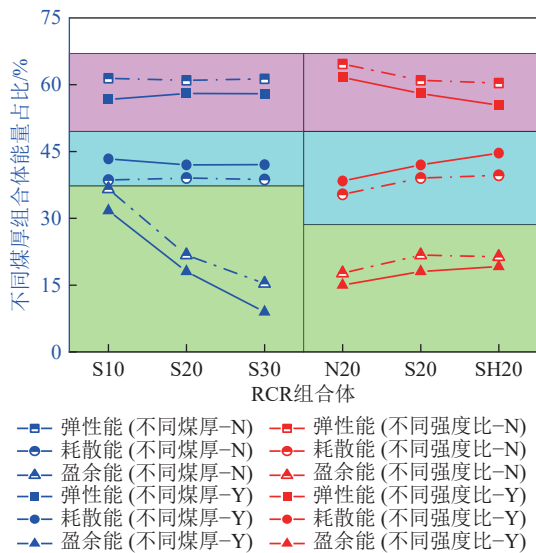 75
60
45
30
15
0
不同煤厚组合体能量占比/%
S10 S20 S30 N20 S20 SH20
RCR组合体
弹性能 (不同煤厚-N) 弹性能 (不同强度比-N)
耗散能 (不同煤厚-N) 耗散能 (不同强度比-N)
盈余能 (不同煤厚-N) 盈余能 (不同强度比-N)
弹性能 (不同煤厚-Y) 弹性能 (不同强度比-Y)
耗散能 (不同煤厚-Y) 耗散能 (不同强度比-Y)
盈余能 (不同煤厚-Y) 盈余能 (不同强度比-Y)